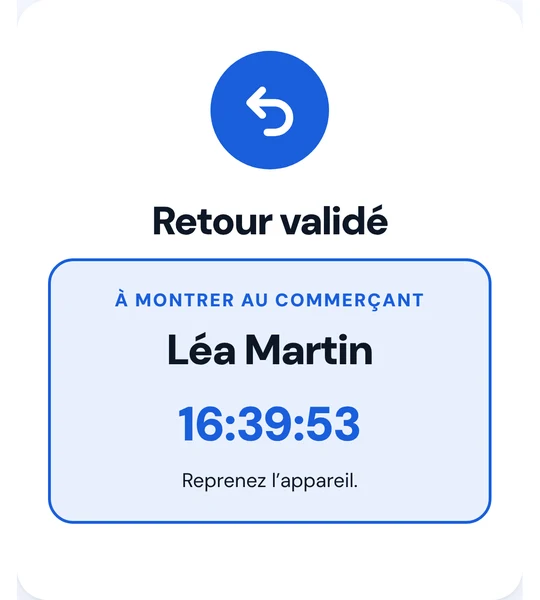 Retour validé
À MONTRER AU COMMERÇANT
Léa Martin
16:39:53
Reprenez l’appareil.